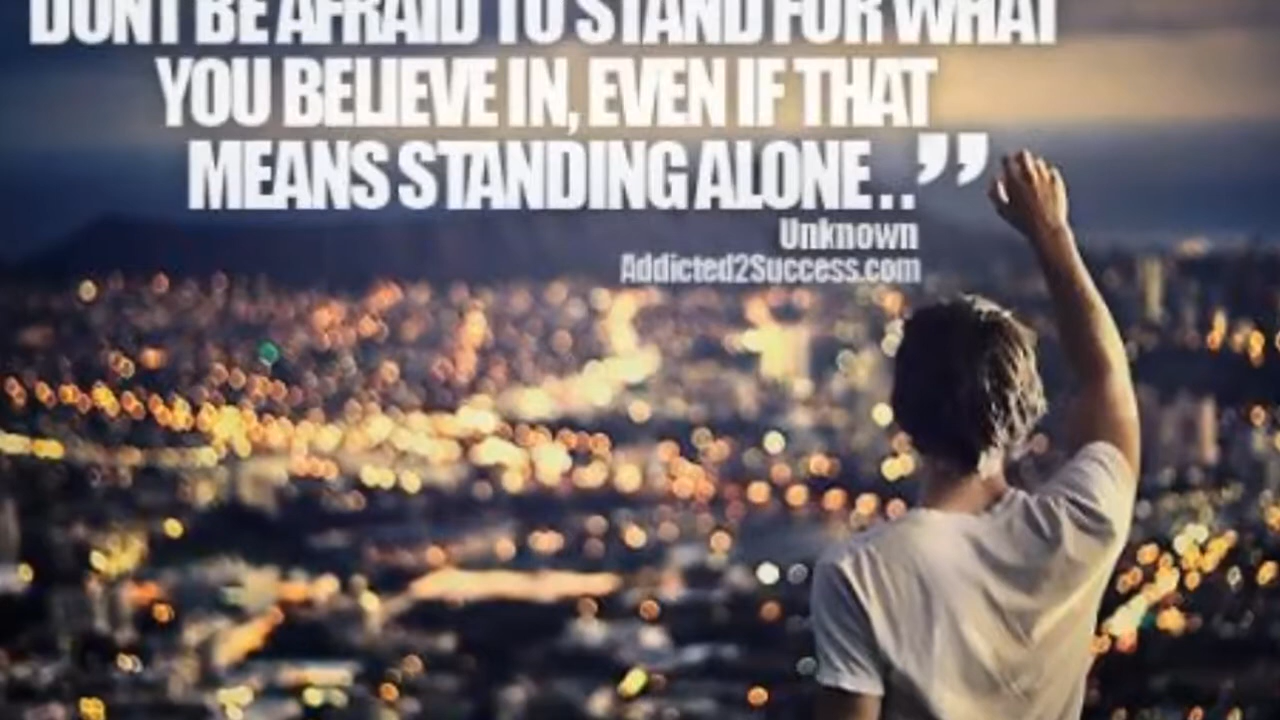 DONT BE AFRAID TO STAND FOR WHAT
YOU BELIEVE IN, EVEN IF THAT
MEANS STANDING ALONE . . ”
Unknown
Addicted2Success.com